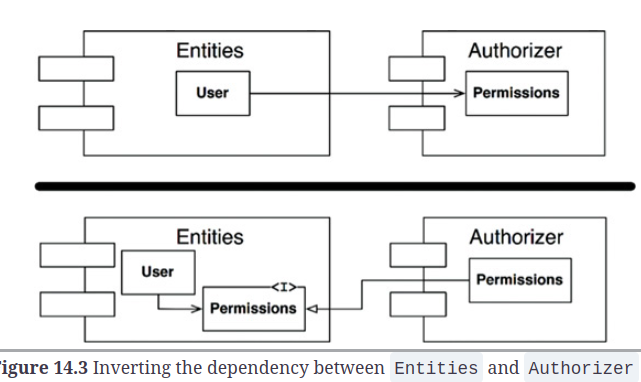 Entities
Authorizer
User
Permissions
Entities
Authorizer
User
<I>
Permissions
Permissions
igure 14.3 Inverting the dependency between Entities and Authorizer